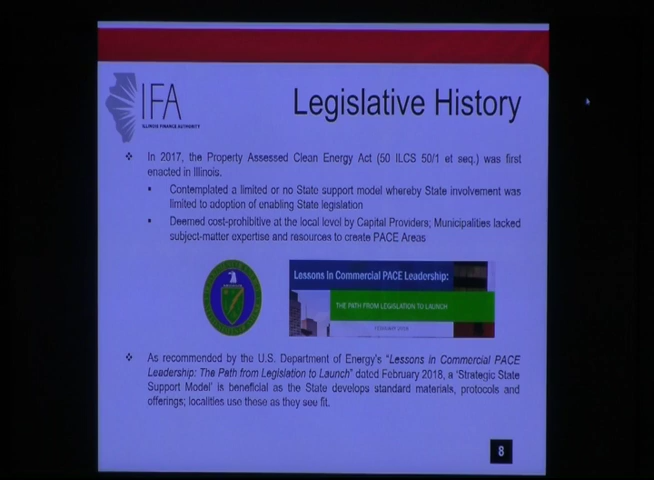 IFA
ILLINOIS FINANCE AUTHORITY
Legislative History
In 2017, the Property Assessed Clean Energy Act (50 ILCS 50/1 et seq.) was first
enacted in Illinois.
Contemplated a limited or no State support model whereby State involvement was
limited to adoption of enabling State legislation
Deemed cost-prohibitive at the local level by Capital Providers; Municipalities lacked
subject-matter expertise and resources to create PACE Areas
Lessons in Commercial PACE Leadership:
THE PATH FROM LEGISLATION TO LAUNCH
FEBRUARY 2018
As recommended by the U.S. Department of Energy's "Lessons in Commercial PACE
Leadership: The Path from Legislation to Launch" dated February 2018, a 'Strategic State
Support Model' is beneficial as the State develops standard materials, protocols and
offerings; localities use these as they see fit.
8